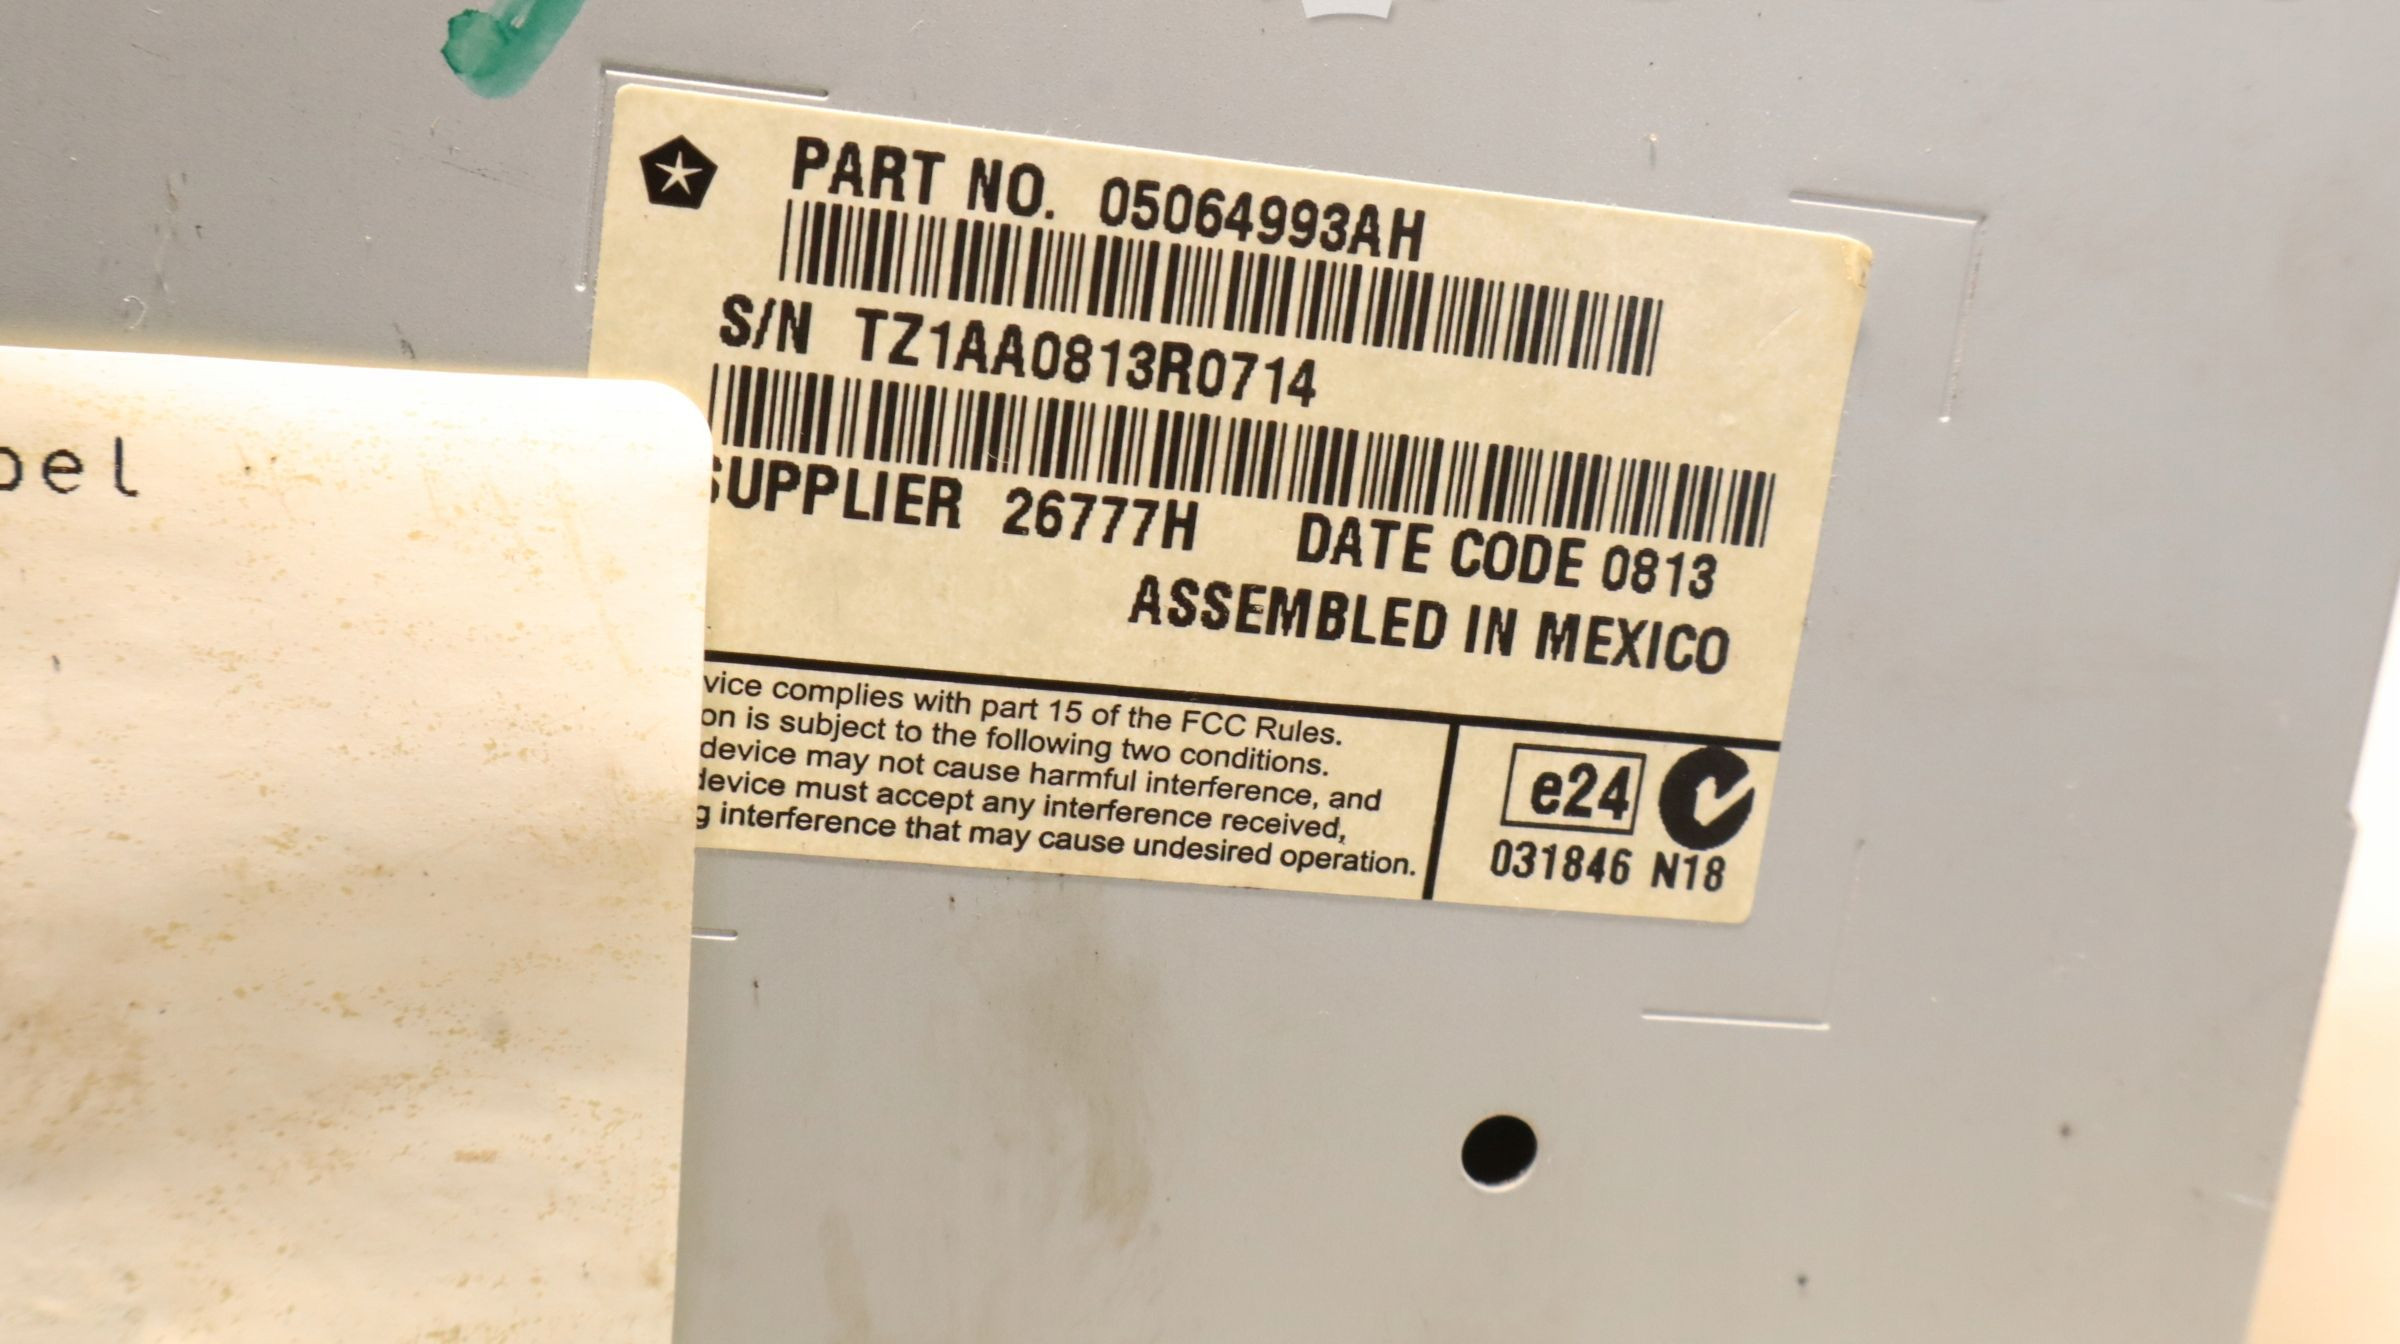 PART NO. 05064993AH
S/N TZ1AA0813R0714
SUPPLIER 26777H DATE CODE 0813
ASSEMBLED IN MEXICO
vice complies with part 15 of the FCC Rules.
on is subject to the following two conditions.
device may not cause harmful interference, and
device must accept any interference received,
g interference that may cause undesired operation.
e24
031846 N18
bel